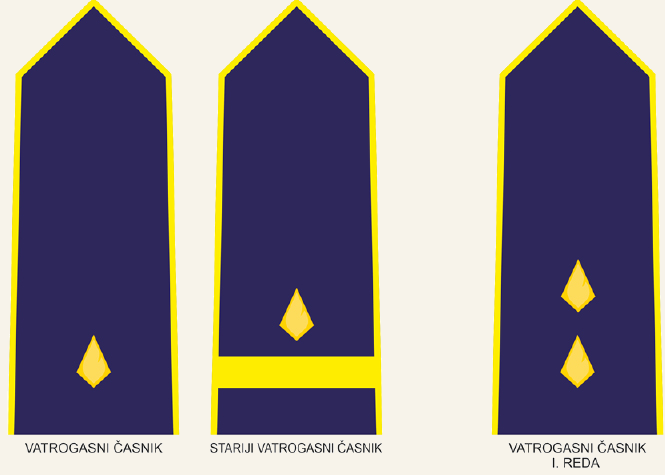 VATROGASNI ČASNIK
STARIJI VATROGASNI ČASNIK
VATROGASNI ČASNIK
I. REDA